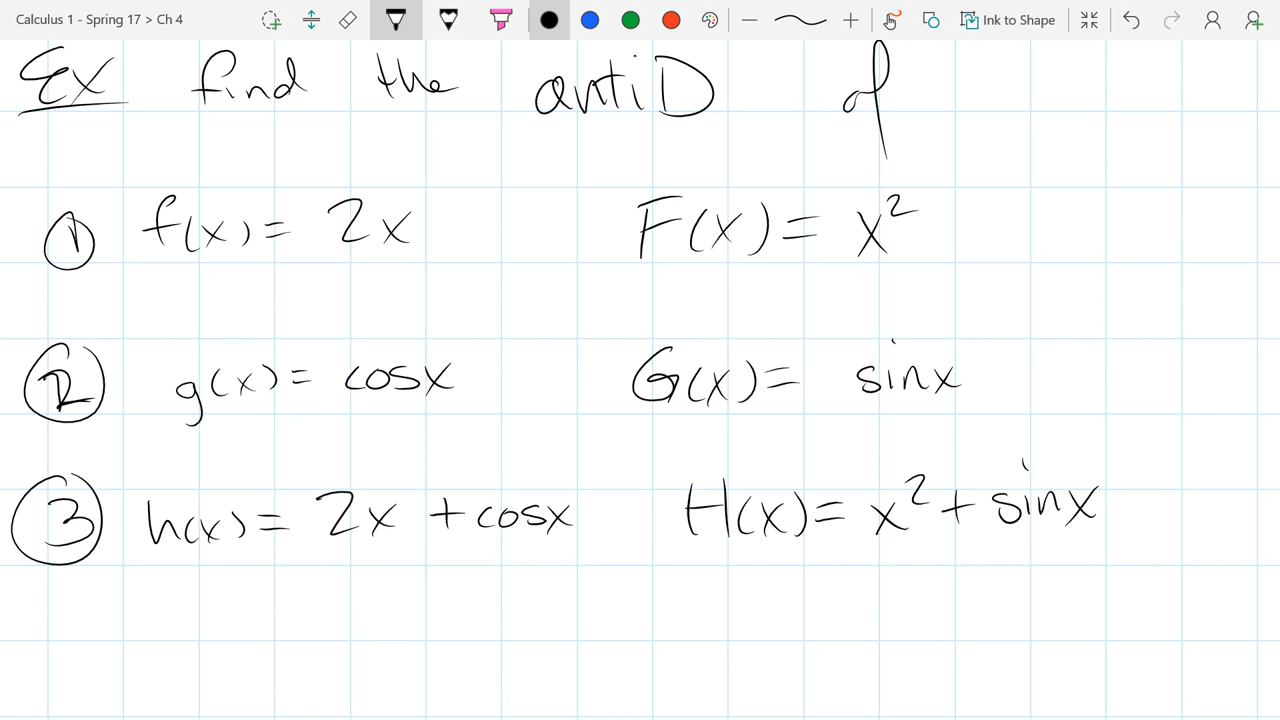 Calculus 1 - Spring 17 > Ch 4
Ink to Shape
Ex find the antiD of
① f(x) = 2x F(x) = x²
② g(x) = cosx G(x) = sinx
③ h(x) = 2x + cosx H(x) = x² + sinx